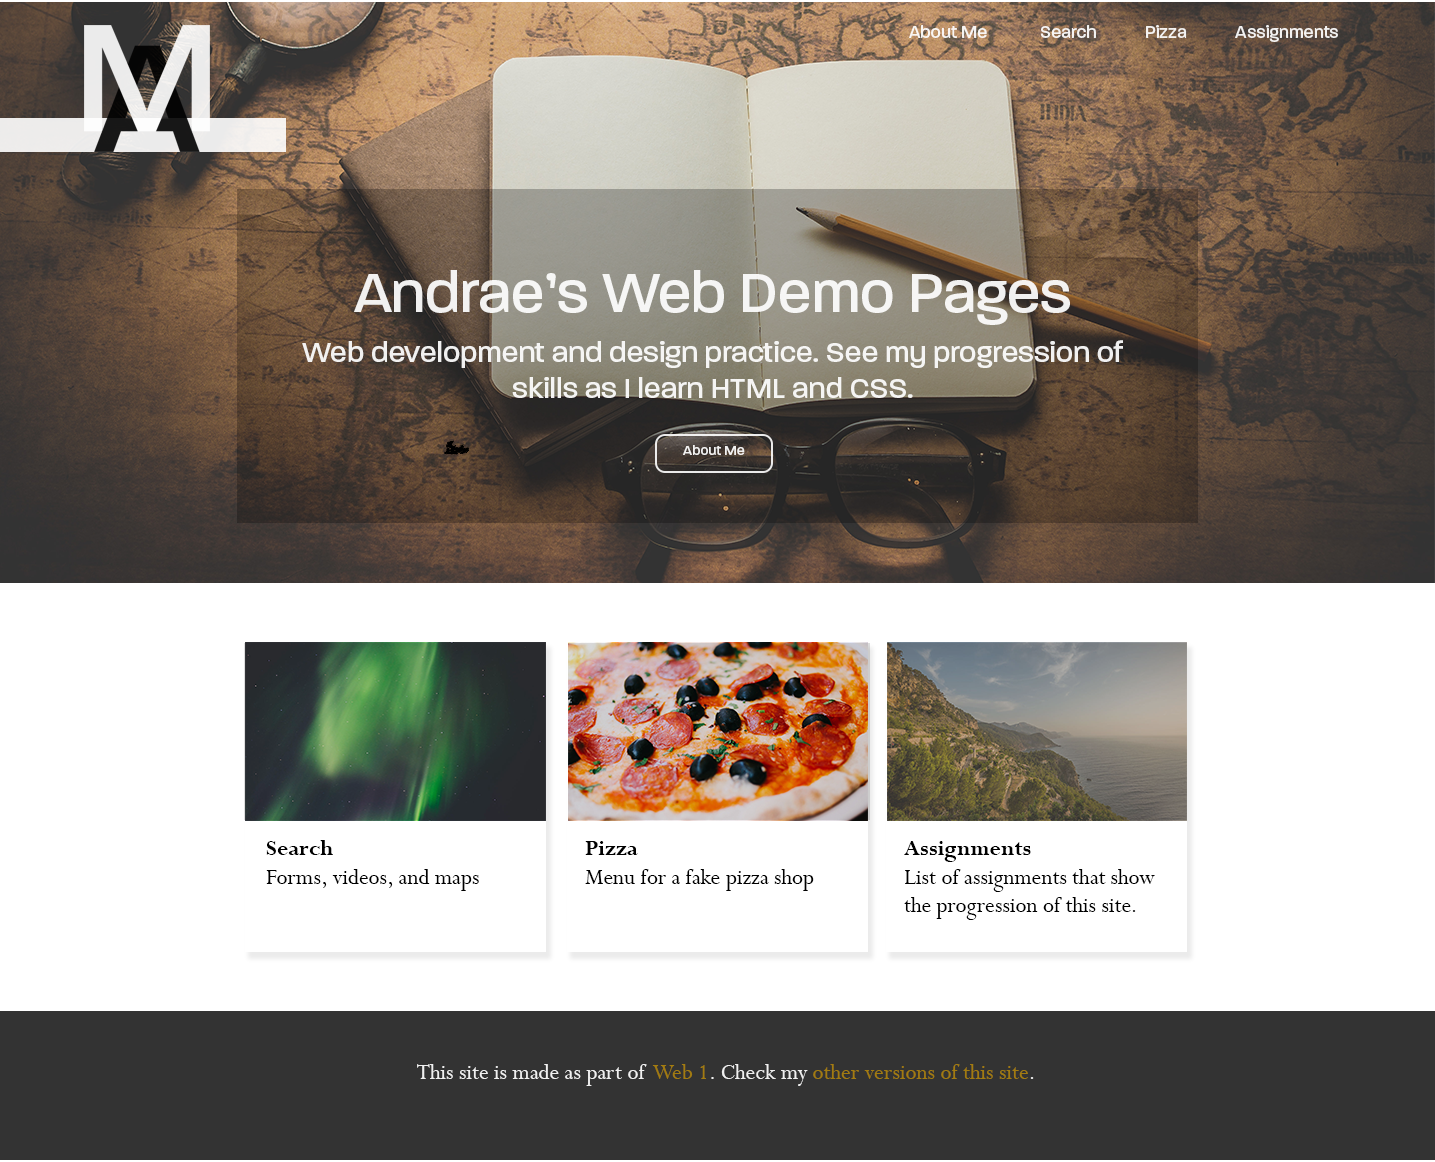 MA
About Me
Search
Pizza
Assignments
INDIA
Andrae’s Web Demo Pages
Web development and design practice. See my progression of
skills as I learn HTML and CSS.
About Me
Search
Forms, videos, and maps
Pizza
Menu for a fake pizza shop
Assignments
List of assignments that show
the progression of this site.
This site is made as part of Web 1. Check my other versions of this site.